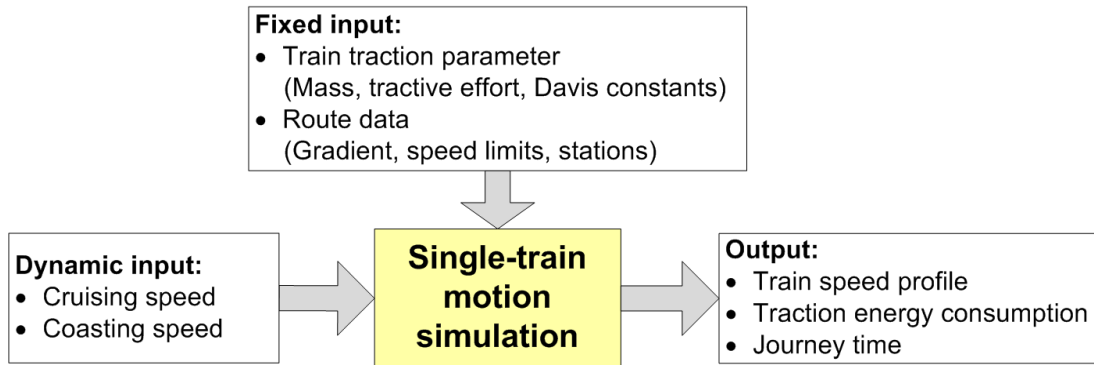 Fixed input:
• Train traction parameter
(Mass, tractive effort, Davis constants)
• Route data
(Gradient, speed limits, stations)
Dynamic input:
• Cruising speed
• Coasting speed
Single-train
motion
simulation
Output:
• Train speed profile
• Traction energy consumption
• Journey time